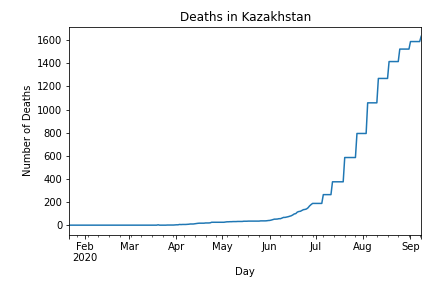 Deaths in Kazakhstan
Number of Deaths
1600
1400
1200
1000
800
600
400
200
0
Feb Mar Apr May Jun Jul Aug Sep
2020
Day